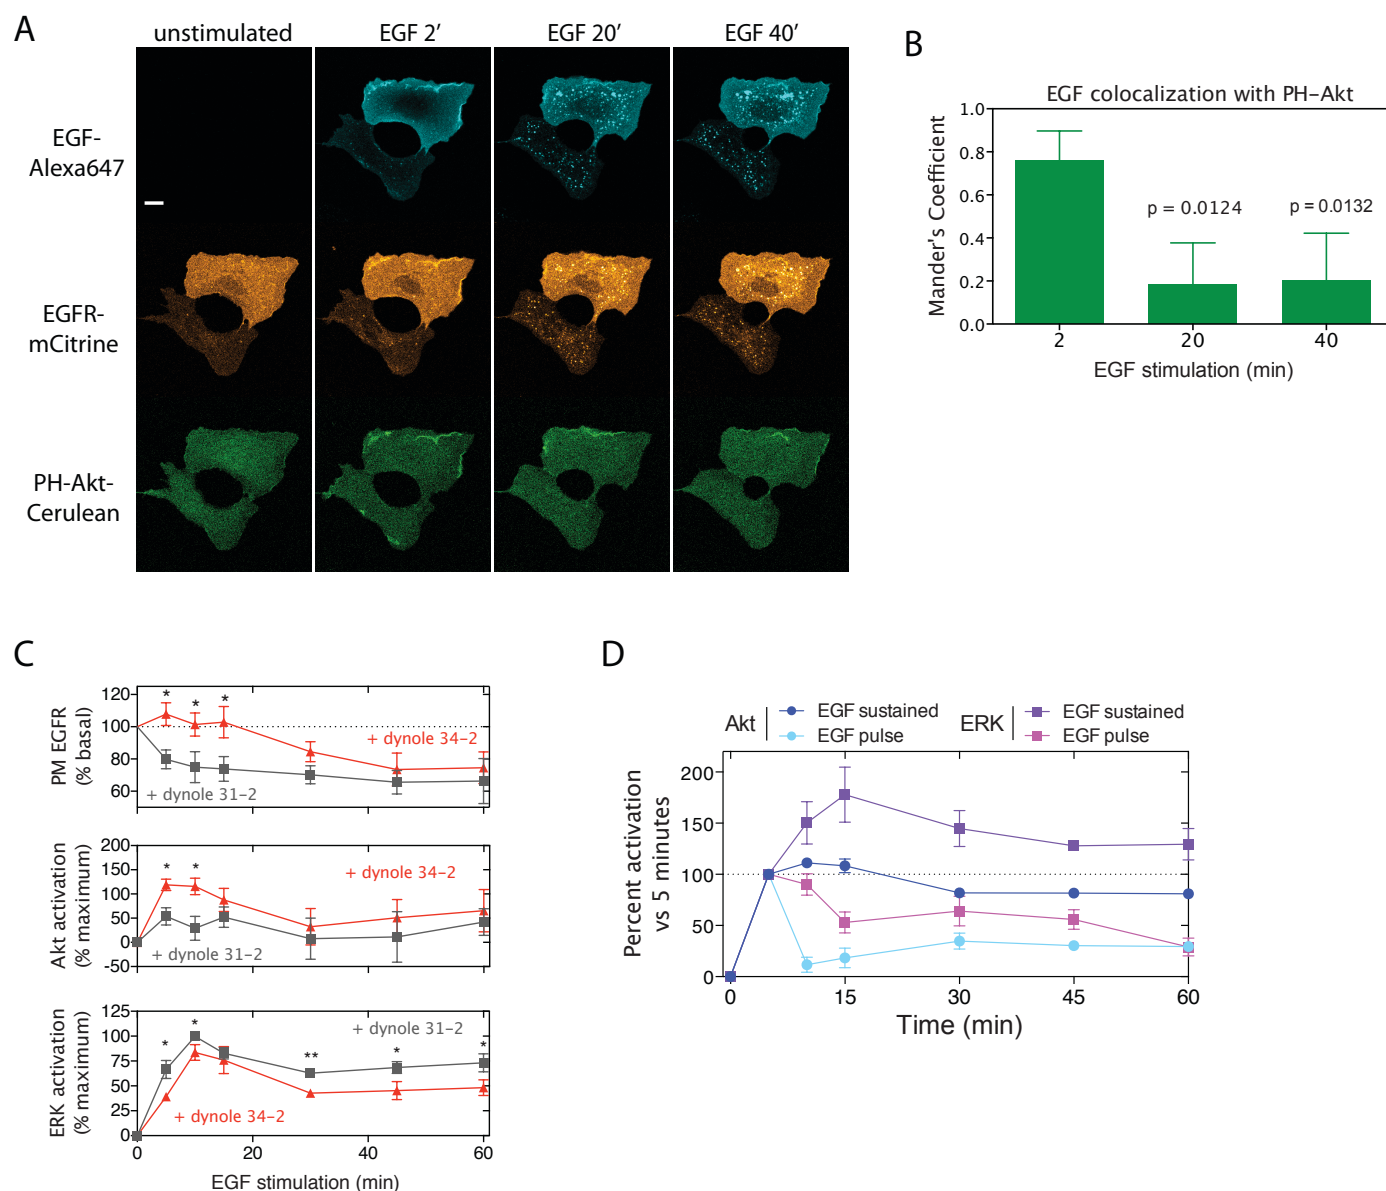 A
unstimulated
EGF 2′
EGF 20′
EGF 40′
EGF-
Alexa647
EGFR-
mCitrine
PH-Akt-
Cerulean
B
EGF colocalization with PH–Akt
Mander's Coefficient
1.0
0.8
0.6
0.4
0.2
0.0
p = 0.0124
p = 0.0132
2
20
40
EGF stimulation (min)
C
PM EGFR
(% basal)
120
100
80
60
* * *
+ dynole 34–2
+ dynole 31–2
Akt activation
(% maximum)
200
150
100
50
0
-50
* *
+ dynole 34–2
+ dynole 31–2
ERK activation
(% maximum)
125
100
75
50
25
0
* * ** * *
+ dynole 31–2
+ dynole 34–2
0
20
40
60
EGF stimulation (min)
D
Akt
EGF sustained
EGF pulse
ERK
EGF sustained
EGF pulse
Percent activation
vs 5 minutes
200
150
100
50
0
0
15
30
45
60
Time (min)